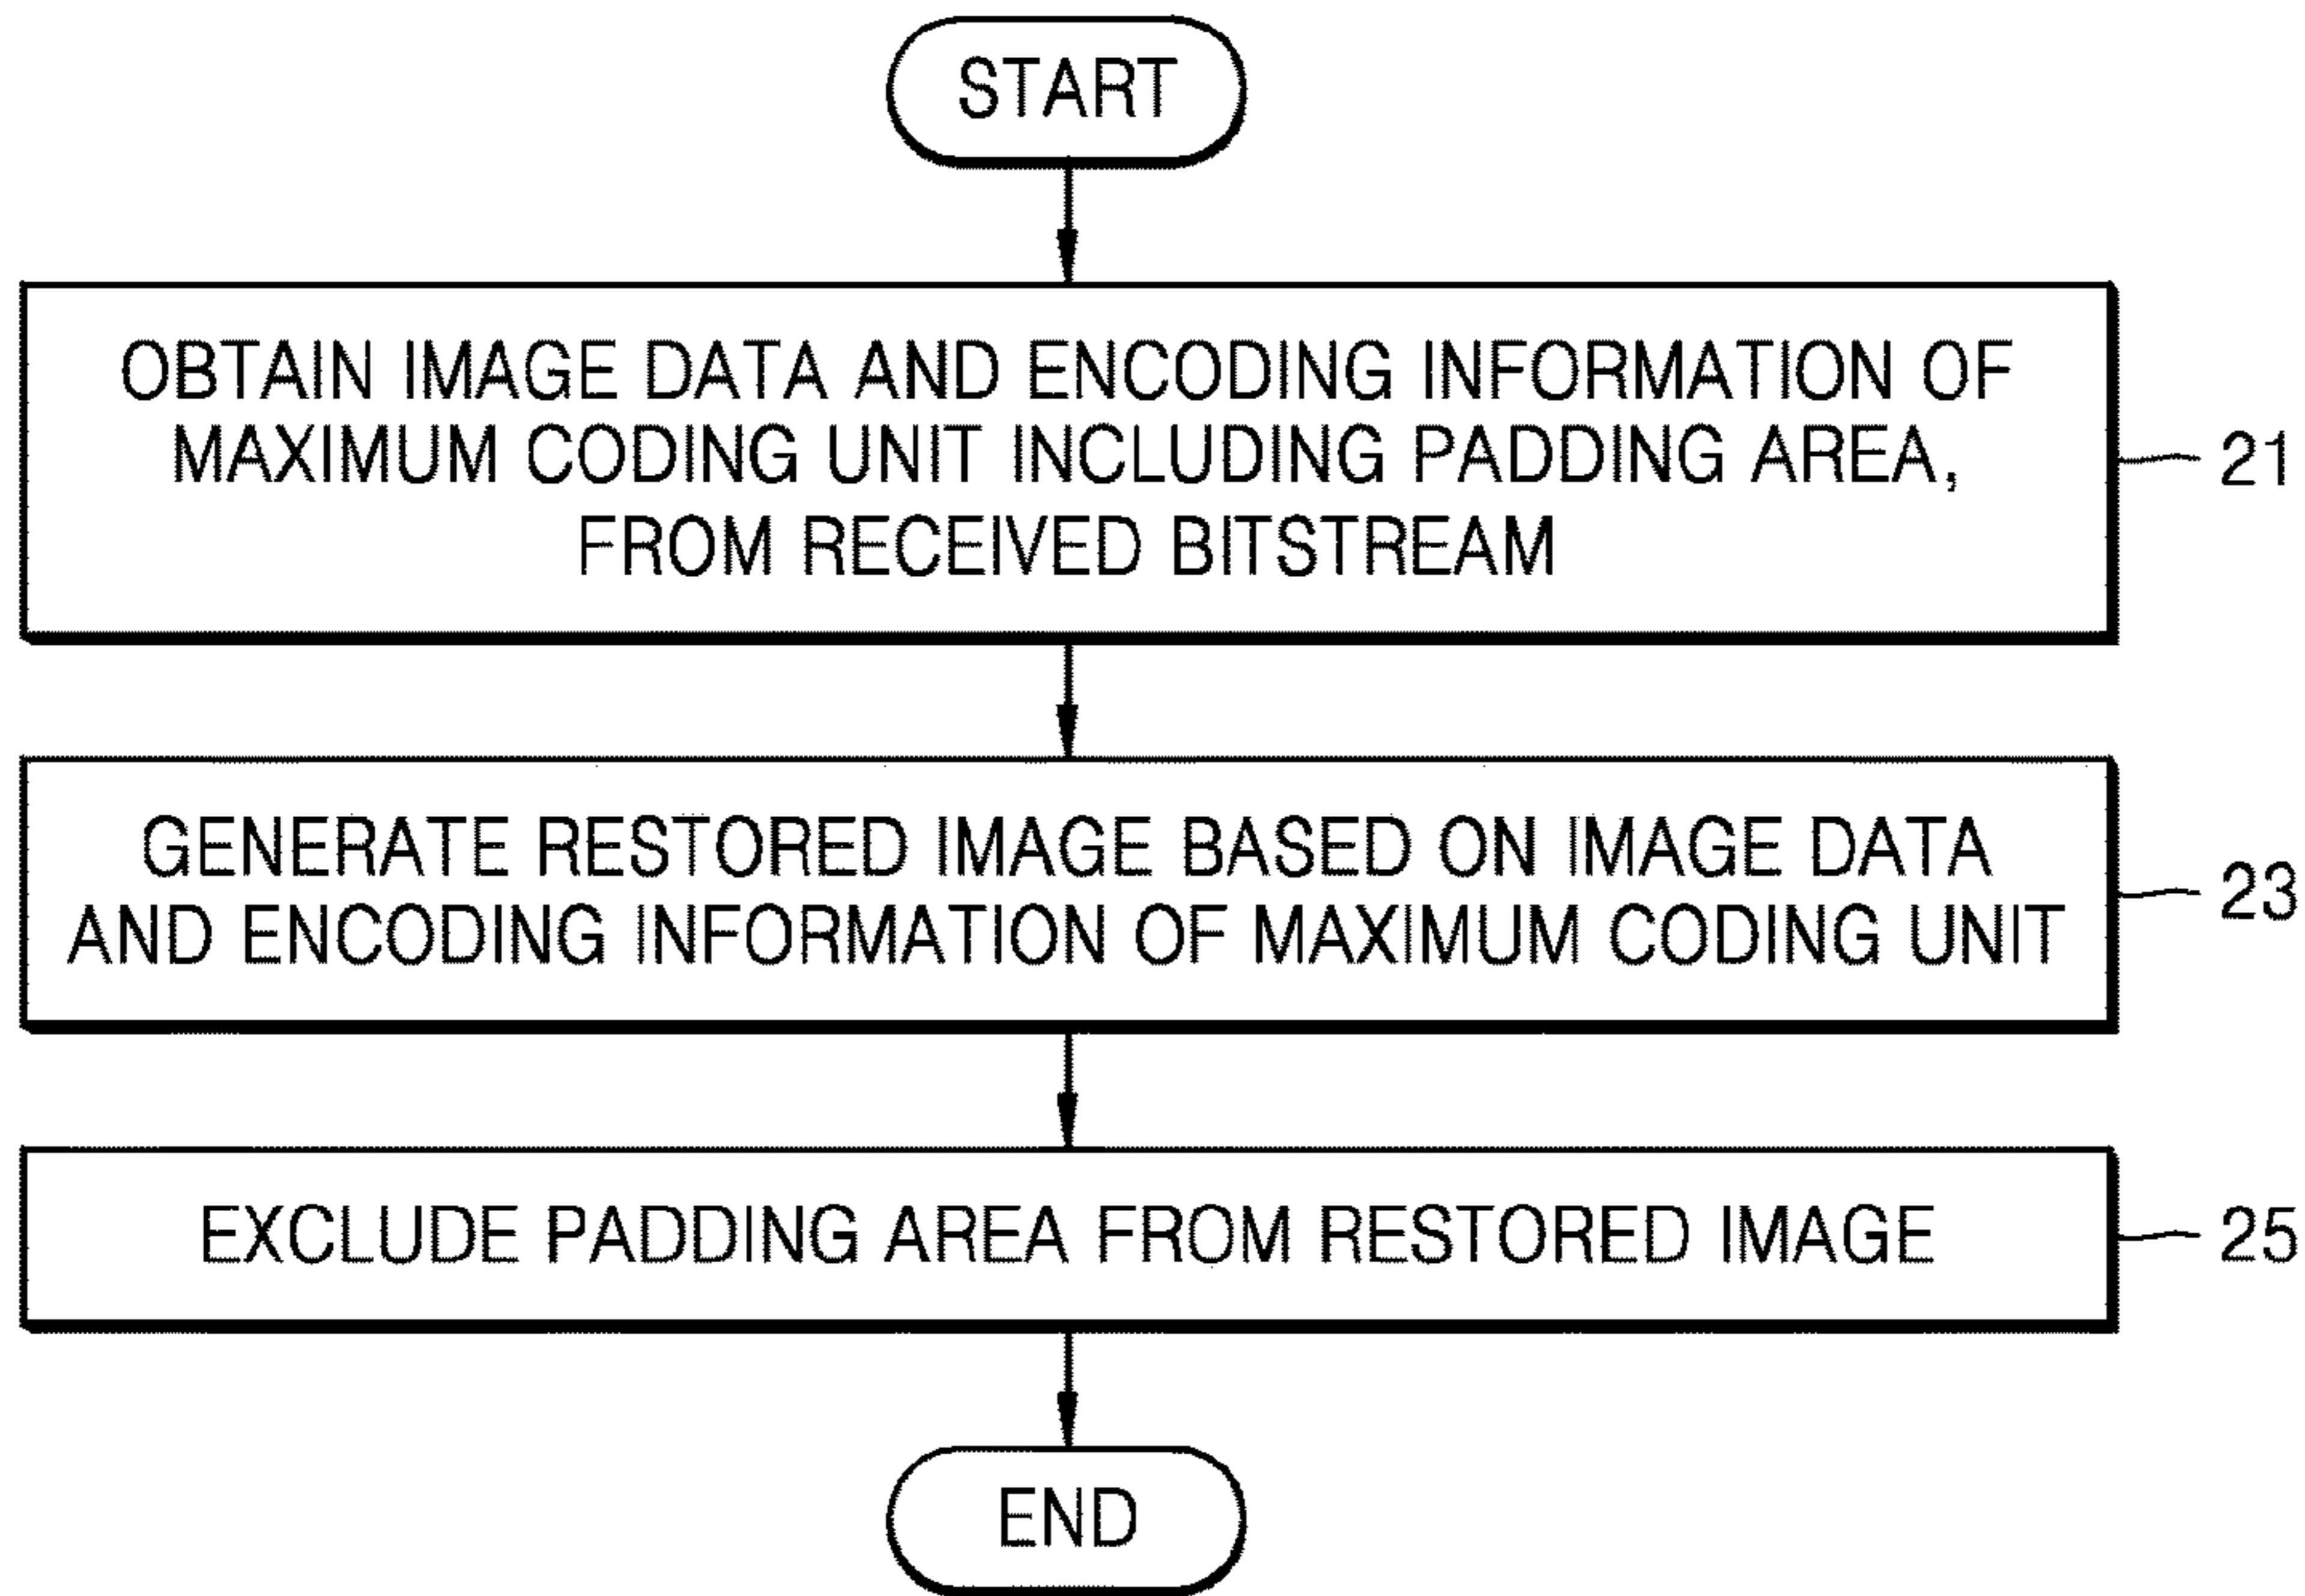 START
OBTAIN IMAGE DATA AND ENCODING INFORMATION OF
MAXIMUM CODING UNIT INCLUDING PADDING AREA,
FROM RECEIVED BITSTREAM
21
GENERATE RESTORED IMAGE BASED ON IMAGE DATA
AND ENCODING INFORMATION OF MAXIMUM CODING UNIT
23
EXCLUDE PADDING AREA FROM RESTORED IMAGE
25
END